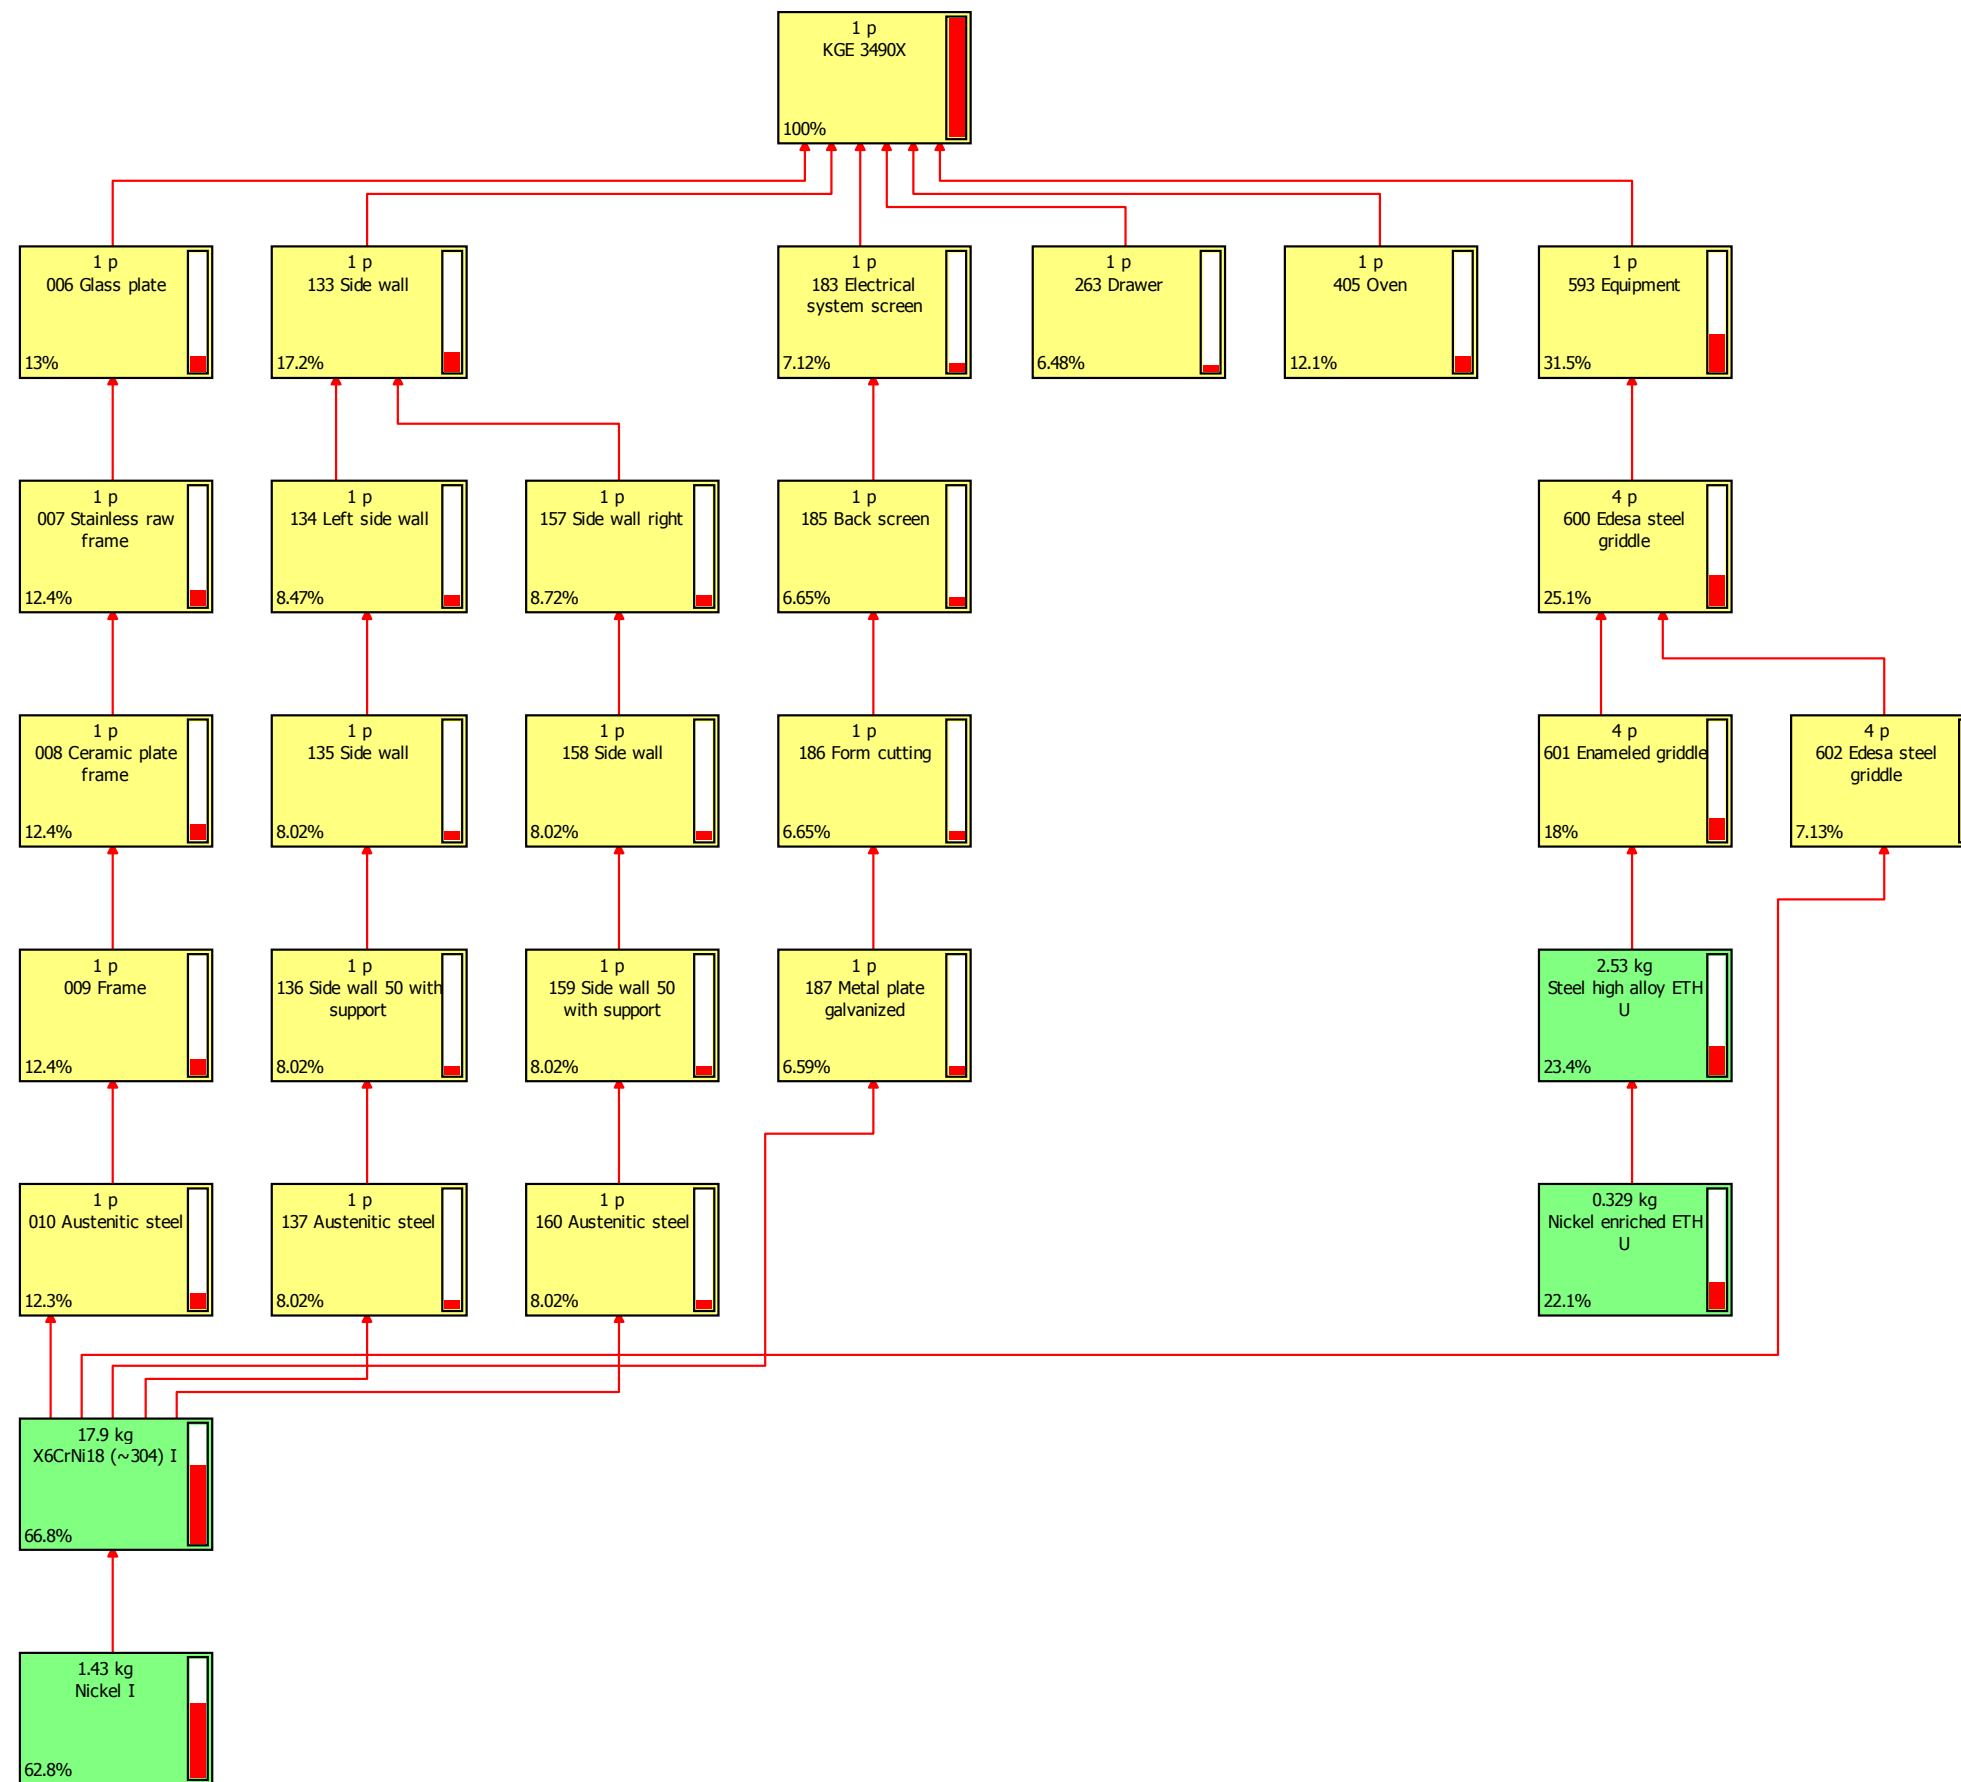 1 p
KGE 3490X
100%
1 p
006 Glass plate
13%
1 p
133 Side wall
17.2%
1 p
183 Electrical
system screen
7.12%
1 p
263 Drawer
6.48%
1 p
405 Oven
12.1%
1 p
593 Equipment
31.5%
1 p
007 Stainless raw
frame
12.4%
1 p
134 Left side wall
8.47%
1 p
157 Side wall right
8.72%
1 p
185 Back screen
6.65%
4 p
600 Edesa steel
griddle
25.1%
1 p
008 Ceramic plate
frame
12.4%
1 p
135 Side wall
8.02%
1 p
158 Side wall
8.02%
1 p
186 Form cutting
6.65%
4 p
601 Enameled griddle
18%
4 p
602 Edesa steel
griddle
7.13%
1 p
009 Frame
12.4%
1 p
136 Side wall 50 with
support
8.02%
1 p
159 Side wall 50
with support
8.02%
1 p
187 Metal plate
galvanized
6.59%
2.53 kg
Steel high alloy ETH
U
23.4%
1 p
010 Austenitic steel
12.3%
1 p
137 Austenitic steel
8.02%
1 p
160 Austenitic steel
8.02%
0.329 kg
Nickel enriched ETH
U
22.1%
17.9 kg
X6CrNi18 (~304) I
66.8%
1.43 kg
Nickel I
62.8%